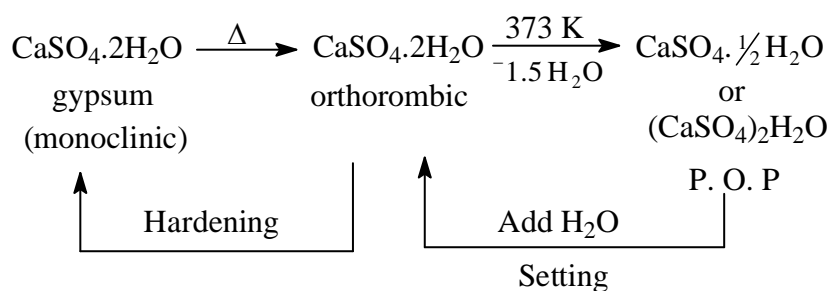 CaSO₄.2H₂O Δ CaSO₄.2H₂O 373 K CaSO₄.½H₂O
gypsum orthorombic ⁻1.5 H₂O or
(monoclinic) (CaSO₄)₂H₂O
P. O. P
Hardening Add H₂O
Setting